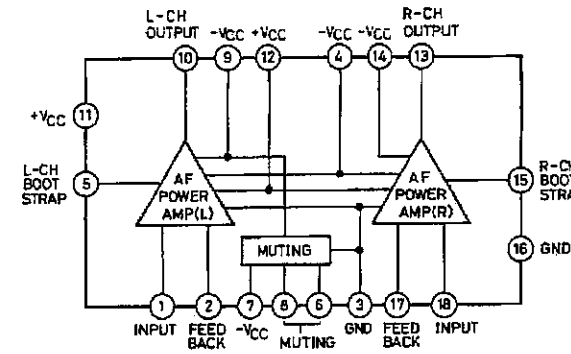 L-CH OUTPUT
-VCC +VCC
-VCC -VCC
R-CH OUTPUT
10 9 12 4 14 13
11
+VCC
L-CH BOOT STRAP
5
AF POWER AMP(L)
AF POWER AMP(R)
15
R-CH BOOT STRA
MUTING
16 GND
1 2 7 8 6 3 17 18
INPUT FEED BACK -VCC MUTING GND FEED BACK INPUT